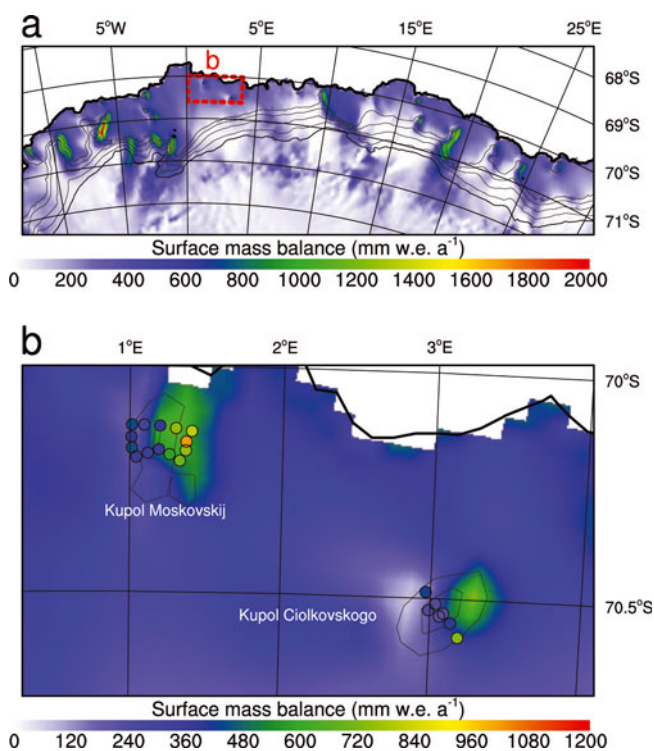 a
5°W 5°E 15°E 25°E
b
68°S
69°S
70°S
71°S
Surface mass balance (mm w.e. a⁻¹)
0 200 400 600 800 1000 1200 1400 1600 1800 2000
b
1°E 2°E 3°E
70°S
Kupol Moskovskij
Kupol Ciolkovskogo
70.5°S
Surface mass balance (mm w.e. a⁻¹)
0 120 240 360 480 600 720 840 960 1080 1200